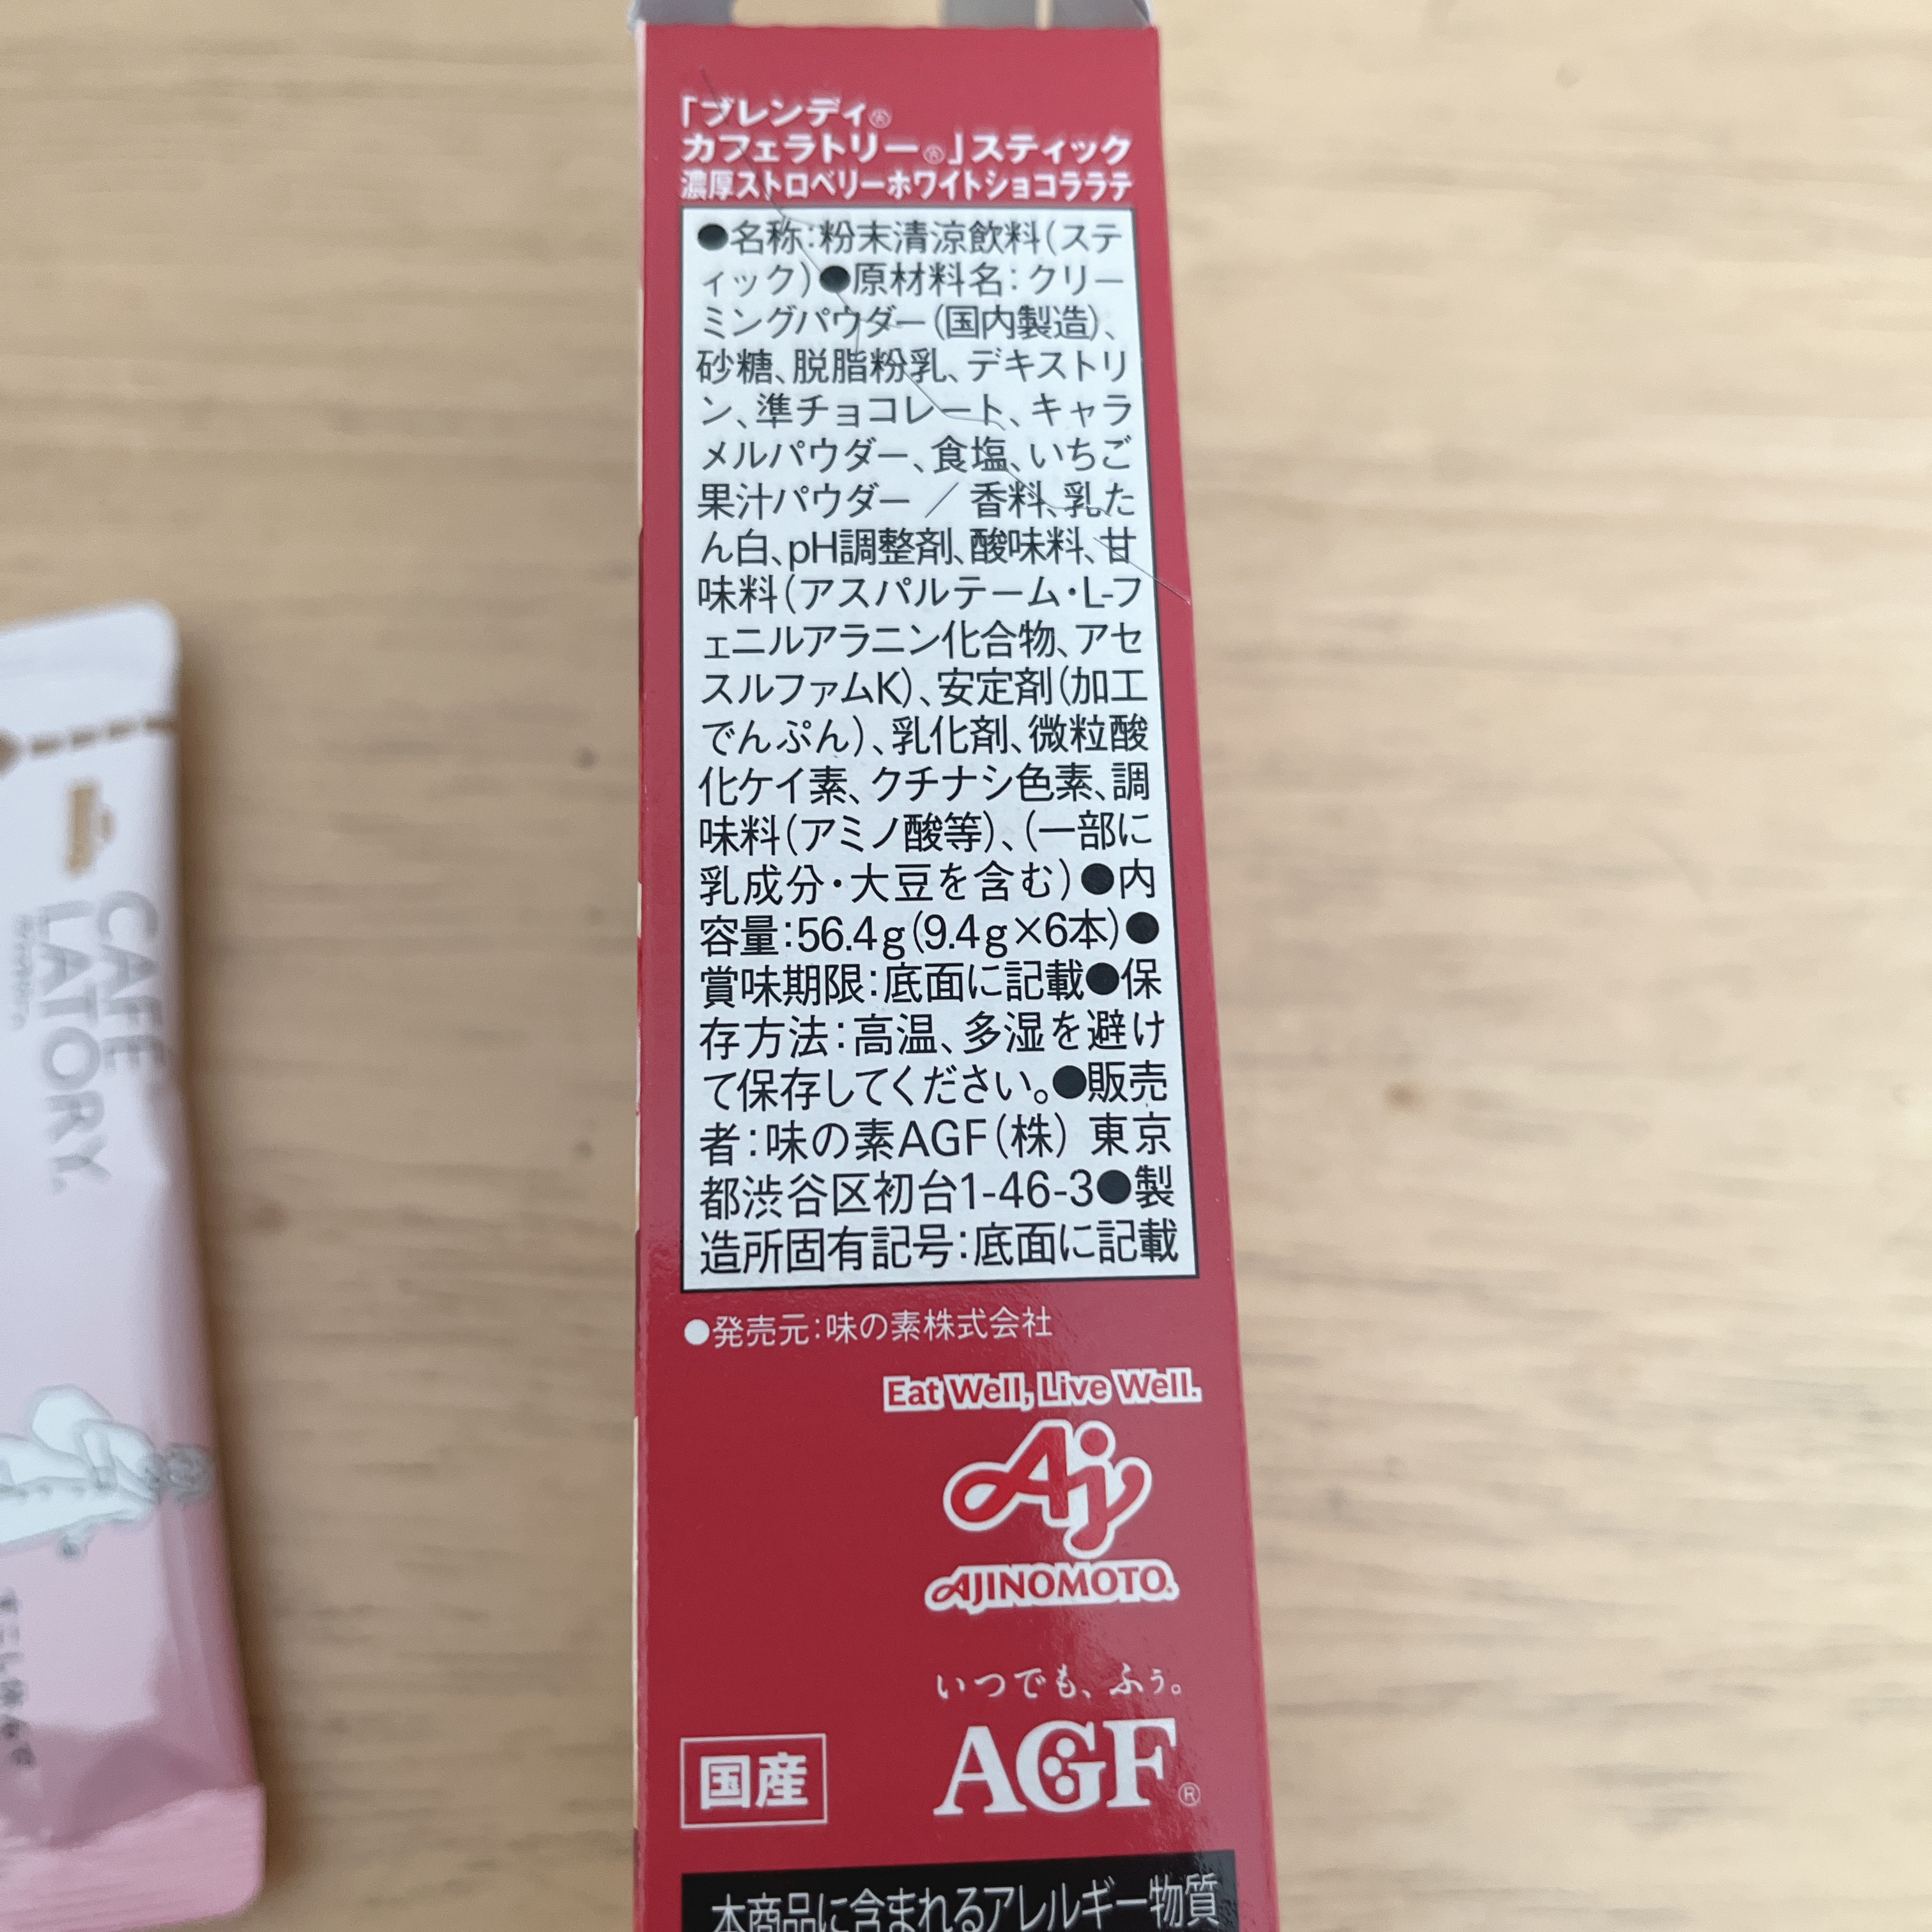 「ブレンディ®
カフェラトリー®」スティック
濃厚ストロベリーホワイトショコララテ
●名称:粉末清涼飲料(ステ
ィック)●原材料名:クリー
ミングパウダー(国内製造)、
砂糖、脱脂粉乳、デキストリ
ン、準チョコレート、キャラ
メルパウダー、食塩、いちご
果汁パウダー / 香料、乳た
ん白、pH調整剤、酸味料、甘
味料(アスパルテーム・L-フ
ェニルアラニン化合物、アセ
スルファムK)、安定剤(加工
でんぷん)、乳化剤、微粒酸
化ケイ素、クチナシ色素、調
味料(アミノ酸等)、(一部に
乳成分・大豆を含む)●内
容量:56.4g(9.4g×6本)●
賞味期限:底面に記載●保
存方法:高温、多湿を避け
て保存してください。●販売
者:味の素AGF(株) 東京
都渋谷区初台1-46-3●製
造所固有記号:底面に記載
●発売元:味の素株式会社
Eat Well, Live Well.
Aj
AJINOMOTO®
いつでも、ふぅ。
AGF®
国産
本商品に含まれるアレルギー物質
CAFE
LATORY.